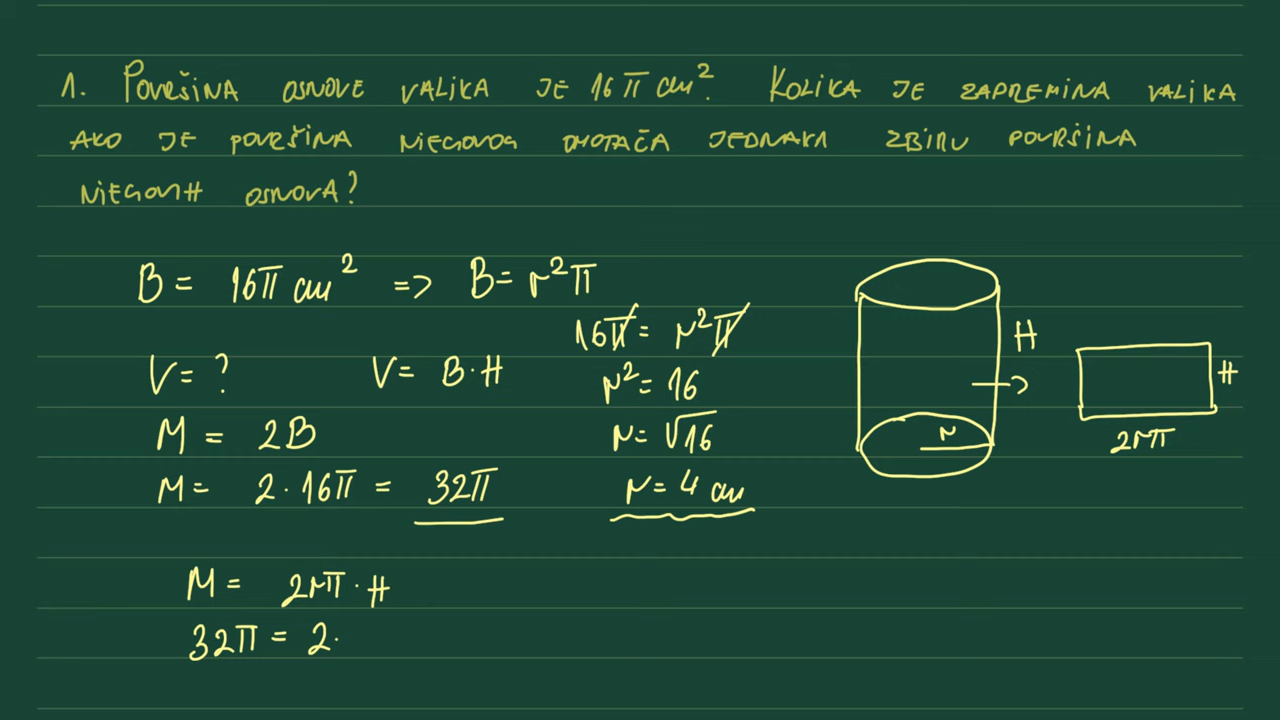 1. POVRŠINA OSNOVE VALJKA JE 16π cm². KOLIKA JE ZAPREMINA VALJKA
AKO JE POVRŠINA NJEGOVOG OMOTAČA JEDNAKA ZBIRU POVRŠINA
NJEGOVIH OSNOVA?
B = 16π cm² => B = r²π
16π = r²π
V = ? V = B · H
r² = 16
M = 2B
r = √16
M = 2 · 16π = 32π
r = 4 cm
H
H
r
2rπ
M = 2rπ · H
32π = 2 ·